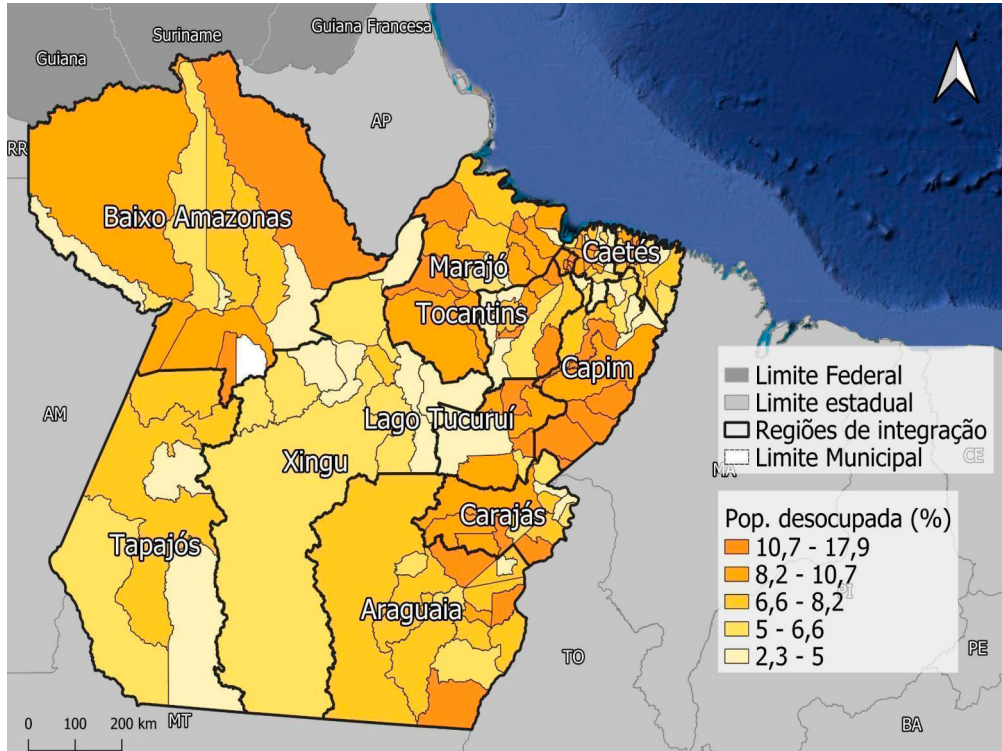 Guiana
Suriname
Guiana Francesa
RR
AP
Baixo Amazonas
Marajó
Caetés
Tocantins
Capim
AM
Lago Tucuruí
Xingu
Carajás
Tapajós
Araguaia
TO
MT
MA
CE
PI
PE
BA
Limite Federal
Limite estadual
Regiões de integração
Limite Municipal
Pop. desocupada (%)
10,7 - 17,9
8,2 - 10,7
6,6 - 8,2
5 - 6,6
2,3 - 5
0 100 200 km